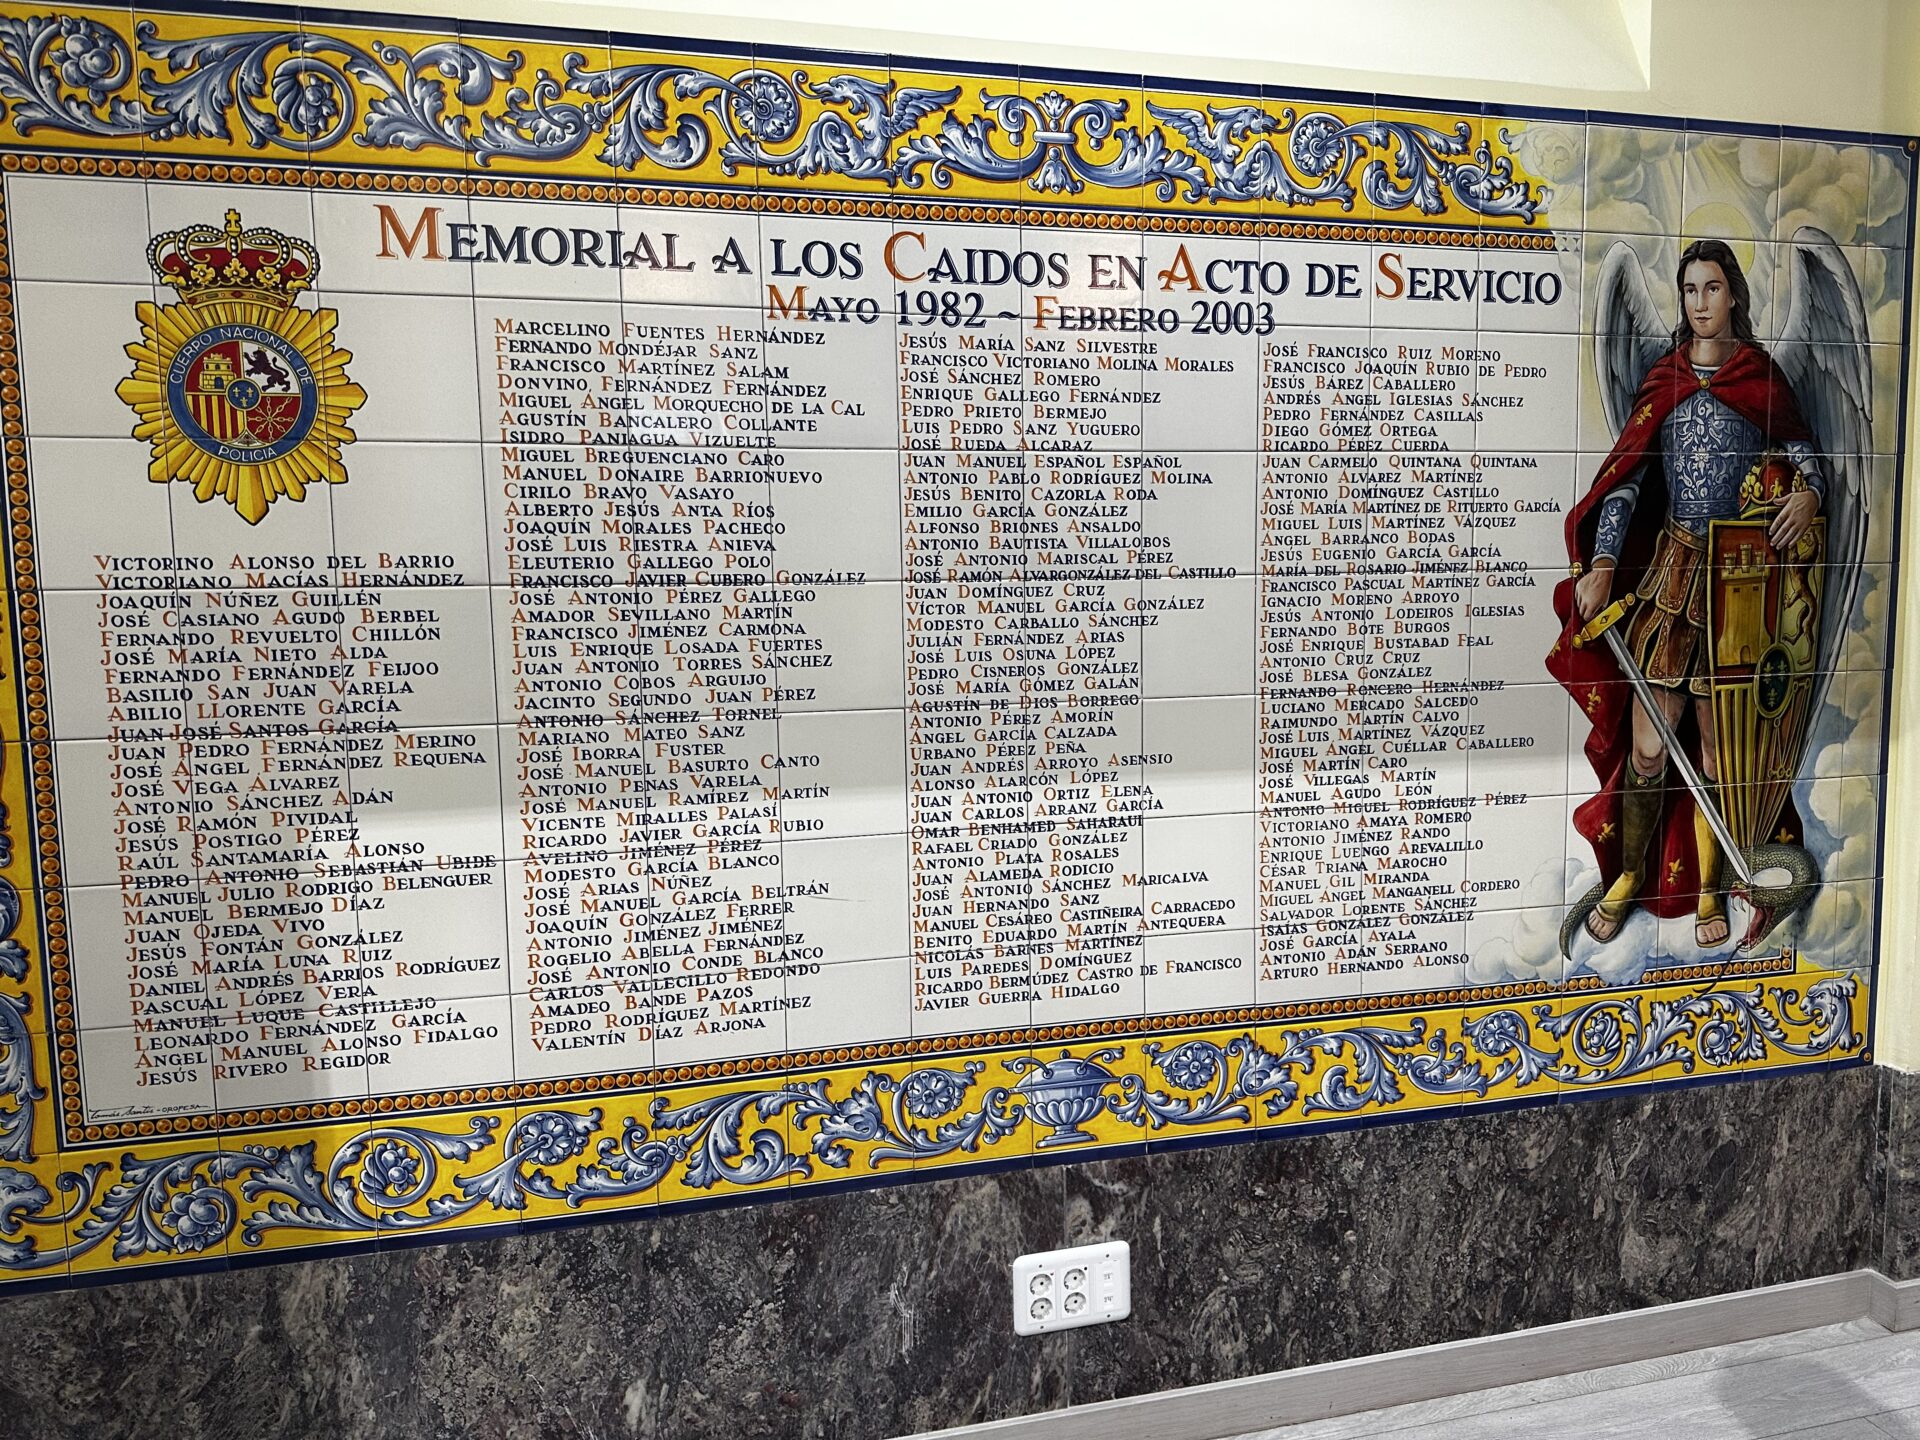 MEMORIAL A LOS CAIDOS EN ACTO DE SERVICIO
MAYO 1982 ~ FEBRERO 2003
CUERPO NACIONAL DE
POLICIA
VICTORINO ALONSO DEL BARRIO
VICTORIANO MACÍAS HERNÁNDEZ
JOAQUÍN NÚÑEZ GUILLÉN
JOSÉ CASIANO AGUDO BERBEL
FERNANDO REVUELTO CHILLÓN
JOSÉ MARÍA NIETO ALDA
FERNANDO FERNÁNDEZ FEIJOO
BASILIO SAN JUAN VARELA
ABILIO LLORENTE GARCÍA
JUAN JOSÉ SANTOS GARCÍA
JUAN PEDRO FERNÁNDEZ MERINO
JOSÉ ÁNGEL FERNÁNDEZ REQUENA
JOSÉ VEGA ÁLVAREZ
ANTONIO SÁNCHEZ ADÁN
JOSÉ RAMÓN PIVIDAL
JESÚS POSTIGO PÉREZ
RAÚL SANTAMARÍA ALONSO
PEDRO ANTONIO SEBASTIÁN UBIDE
MANUEL JULIO RODRIGO BELENGUER
MANUEL BERMEJO DÍAZ
JUAN OJEDA VIVO
JESÚS FONTÁN GONZÁLEZ
JOSÉ MARÍA LUNA RUIZ
DANIEL ANDRÉS BARRIOS RODRÍGUEZ
PASCUAL LÓPEZ VERA
MANUEL LUQUE CASTILLEJO
LEONARDO FERNÁNDEZ GARCÍA
ÁNGEL MANUEL ALONSO FIDALGO
JESÚS RIVERO REGIDOR
MARCELINO FUENTES HERNÁNDEZ
FERNANDO MONDÉJAR SANZ
FRANCISCO MARTÍNEZ SALAM
DONVINO FERNÁNDEZ FERNÁNDEZ
MIGUEL ÁNGEL MORQUECHO DE LA CAL
AGUSTÍN BANCALERO COLLANTE
ISIDRO PANIAGUA VIZUELTE
MIGUEL BREGUENCIANO CARO
MANUEL DONAIRE BARRIONUEVO
CIRILO BRAVO VASAYO
ALBERTO JESÚS ANTA RÍOS
JOAQUÍN MORALES PACHECO
JOSÉ LUIS RIESTRA ANIEVA
ELEUTERIO GALLEGO POLO
FRANCISCO JAVIER CUBERO GONZÁLEZ
JOSÉ ANTONIO PÉREZ GALLEGO
AMADOR SEVILLANO MARTÍN
FRANCISCO JIMÉNEZ CARMONA
LUIS ENRIQUE LOSADA FUERTES
JUAN ANTONIO TORRES SÁNCHEZ
ANTONIO COBOS ARGUIJO
JACINTO SEGUNDO JUAN PÉREZ
ANTONIO SÁNCHEZ TORNEL
MARIANO MATEO SANZ
JOSÉ IBORRA FUSTER
JOSÉ MANUEL BASURTO CANTO
ANTONIO PENAS VARELA
JOSÉ MANUEL RAMÍREZ MARTÍN
VICENTE MIRALLES PALASÍ
RICARDO JAVIER GARCÍA RUBIO
AVELINO JIMÉNEZ PÉREZ
MODESTO GARCÍA BLANCO
JOSÉ ARIAS NÚÑEZ
JOSÉ MANUEL GARCÍA BELTRÁN
JOAQUÍN GONZÁLEZ FERRER
ANTONIO JIMÉNEZ JIMÉNEZ
ROGELIO ABELLA FERNÁNDEZ
JOSÉ ANTONIO CONDE BLANCO
CARLOS VALLECILLO REDONDO
AMADEO BANDE PAZOS
PEDRO RODRÍGUEZ MARTÍNEZ
VALENTÍN DÍAZ ARJONA
JESÚS MARÍA SANZ SILVESTRE
FRANCISCO VICTORIANO MOLINA MORALES
JOSÉ SÁNCHEZ ROMERO
ENRIQUE GALLEGO FERNÁNDEZ
PEDRO PRIETO BERMEJO
LUIS PEDRO SANZ YUGUERO
JOSÉ RUEDA ALCARAZ
JUAN MANUEL ESPAÑOL ESPAÑOL
ANTONIO PABLO RODRÍGUEZ MOLINA
JESÚS BENITO CAZORLA RODA
EMILIO GARCÍA GONZÁLEZ
ALFONSO BRIONES ANSALDO
ANTONIO BAUTISTA VILLALOBOS
JOSÉ ANTONIO MARISCAL PÉREZ
JOSÉ RAMÓN ALVARGONZÁLEZ DEL CASTILLO
JUAN DOMÍNGUEZ CRUZ
VÍCTOR MANUEL GARCÍA GONZÁLEZ
MODESTO CARBALLO SÁNCHEZ
JULIÁN FERNÁNDEZ ARIAS
JOSÉ LUIS OSUNA LÓPEZ
PEDRO CISNEROS GONZÁLEZ
JOSÉ MARÍA GÓMEZ GALÁN
AGUSTÍN DE DIOS BORREGO
ANTONIO PÉREZ AMORÍN
ÁNGEL GARCÍA CALZADA
URBANO PÉREZ PEÑA
JUAN ANDRÉS ARROYO ASENSIO
ALONSO ALARCÓN LÓPEZ
JUAN ANTONIO ORTIZ ELENA
JUAN CARLOS ARRANZ GARCÍA
OMAR BENHAMED SAHARAUI
RAFAEL CRIADO GONZÁLEZ
ANTONIO PLATA ROSALES
JUAN ALAMEDA RODICIO
JOSÉ ANTONIO SÁNCHEZ MARICALVA
JUAN HERNANDO SANZ
MANUEL CESÁREO CASTIÑEIRA CARRACEDO
BENITO EDUARDO MARTÍN ANTEQUERA
NICOLÁS BARNES MARTÍNEZ
LUIS PAREDES DOMÍNGUEZ
RICARDO BERMÚDEZ CASTRO DE FRANCISCO
JAVIER GUERRA HIDALGO
JOSÉ FRANCISCO RUIZ MORENO
FRANCISCO JOAQUÍN RUBIO DE PEDRO
JESÚS BÁREZ CABALLERO
ANDRÉS ÁNGEL IGLESIAS SÁNCHEZ
PEDRO FERNÁNDEZ CASILLAS
DIEGO GÓMEZ ORTEGA
RICARDO PÉREZ CUERDA
JUAN CARMELO QUINTANA QUINTANA
ANTONIO ALVAREZ MARTÍNEZ
ANTONIO DOMÍNGUEZ CASTILLO
JOSÉ MARÍA MARTÍNEZ DE RITUERTO GARCÍA
MIGUEL LUIS MARTÍNEZ VÁZQUEZ
ÁNGEL BARRANCO BODAS
JESÚS EUGENIO GARCÍA GARCÍA
MARÍA DEL ROSARIO JIMÉNEZ BLANCO
FRANCISCO PASCUAL MARTÍNEZ GARCÍA
IGNACIO MORENO ARROYO
JESÚS ANTONIO LODEIROS IGLESIAS
FERNANDO BOTE BURGOS
JOSÉ ENRIQUE BUSTABAD FEAL
ANTONIO CRUZ CRUZ
JOSÉ BLESA GONZÁLEZ
FERNANDO RONCERO HERNÁNDEZ
LUCIANO MERCADO SALCEDO
RAIMUNDO MARTÍN CALVO
JOSÉ LUIS MARTÍNEZ VÁZQUEZ
MIGUEL ÁNGEL CUÉLLAR CABALLERO
JOSÉ MARTÍN CARO
JOSÉ VILLEGAS MARTÍN
MANUEL AGUDO LEÓN
ANTONIO MIGUEL RODRÍGUEZ PÉREZ
VICTORIANO AMAYA ROMERO
ANTONIO JIMÉNEZ RANDO
ENRIQUE LUENGO AREVALILLO
CÉSAR TRIANA MAROCHO
MANUEL GIL MIRANDA
MIGUEL ÁNGEL MANGANELL CORDERO
SALVADOR LORENTE SÁNCHEZ
ISAÍAS GONZÁLEZ GONZÁLEZ
JOSÉ GARCÍA AYALA
ANTONIO ADÁN SERRANO
ARTURO HERNANDO ALONSO
Tomás Santos - OROPESA